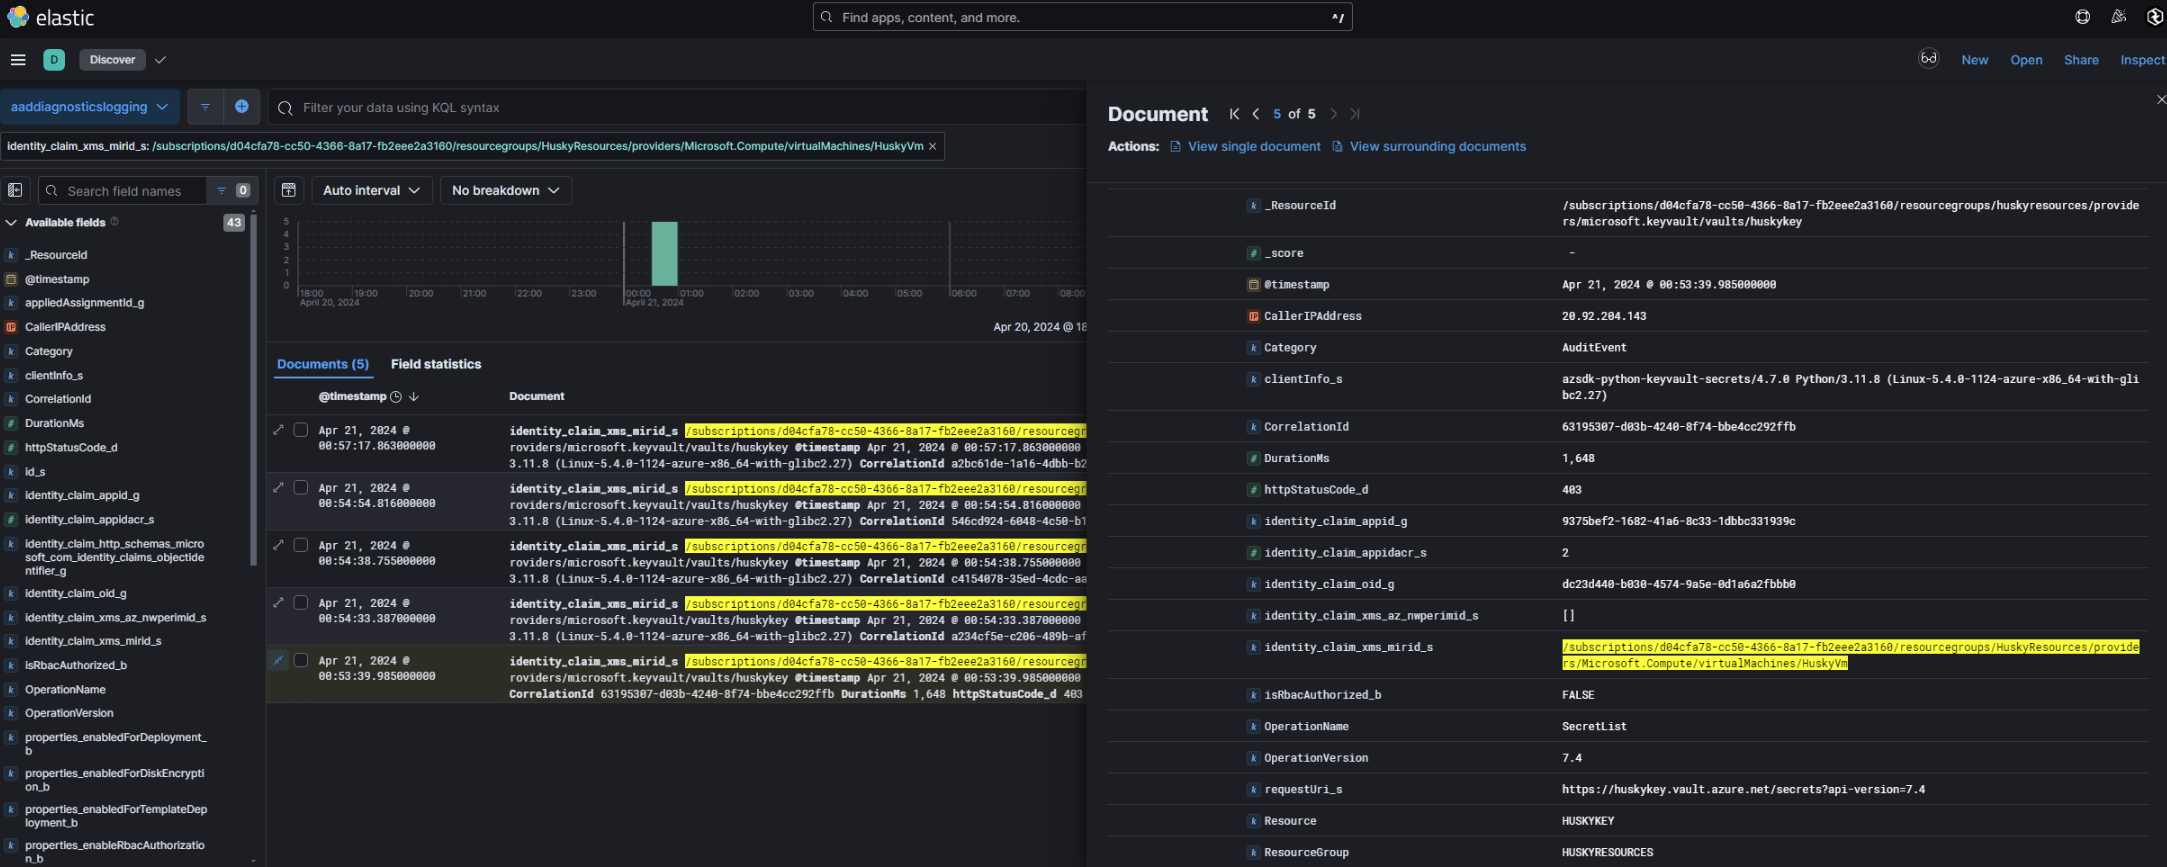 elastic
Find apps, content, and more.
^/
D
Discover
New
Open
Share
Inspect
aaddiagnosticslogging
Filter your data using KQL syntax
identity_claim_xms_mirid_s: /subscriptions/d04cfa78-cc50-4366-8a17-fb2eee2a3160/resourcegroups/HuskyResources/providers/Microsoft.Compute/virtualMachines/HuskyVm
Search field names
0
Available fields
43
_ResourceId
@timestamp
appliedAssignmentId_g
CallerIPAddress
Category
clientInfo_s
CorrelationId
DurationMs
httpStatusCode_d
id_s
identity_claim_appid_g
identity_claim_appidacr_s
identity_claim_http_schemas_micro
soft_com_identity_claims_objectide
ntifier_g
identity_claim_oid_g
identity_claim_xms_az_nwperimid_s
identity_claim_xms_mirid_s
isRbacAuthorized_b
OperationName
OperationVersion
properties_enabledForDeployment_
b
properties_enabledForDiskEncrypti
on_b
properties_enabledForTemplateDep
loyment_b
properties_enableRbacAuthorizatio
n_b
Auto interval
No breakdown
5
4
3
2
1
0
18:00
19:00
20:00
21:00
22:00
23:00
00:00
01:00
02:00
03:00
04:00
05:00
06:00
07:00
08:00
April 20, 2024
April 21, 2024
Apr 20, 2024 @ 18
Documents (5)
Field statistics
@timestamp
Document
Apr 21, 2024 @
00:57:17.863000000
identity_claim_xms_mirid_s /subscriptions/d04cfa78-cc50-4366-8a17-fb2eee2a3160/resourcegr
roviders/microsoft.keyvault/vaults/huskykey @timestamp Apr 21, 2024 @ 00:57:17.863000000
3.11.8 (Linux-5.4.0-1124-azure-x86_64-with-glibc2.27) CorrelationId a2bc61de-1a16-4dbb-b2
Apr 21, 2024 @
00:54:54.816000000
identity_claim_xms_mirid_s /subscriptions/d04cfa78-cc50-4366-8a17-fb2eee2a3160/resourcegr
roviders/microsoft.keyvault/vaults/huskykey @timestamp Apr 21, 2024 @ 00:54:54.816000000
3.11.8 (Linux-5.4.0-1124-azure-x86_64-with-glibc2.27) CorrelationId 546cd924-6048-4c50-b1
Apr 21, 2024 @
00:54:38.755000000
identity_claim_xms_mirid_s /subscriptions/d04cfa78-cc50-4366-8a17-fb2eee2a3160/resourcegr
roviders/microsoft.keyvault/vaults/huskykey @timestamp Apr 21, 2024 @ 00:54:38.755000000
3.11.8 (Linux-5.4.0-1124-azure-x86_64-with-glibc2.27) CorrelationId c4154078-35ed-4cdc-aa
Apr 21, 2024 @
00:54:33.387000000
identity_claim_xms_mirid_s /subscriptions/d04cfa78-cc50-4366-8a17-fb2eee2a3160/resourcegr
roviders/microsoft.keyvault/vaults/huskykey @timestamp Apr 21, 2024 @ 00:54:33.387000000
3.11.8 (Linux-5.4.0-1124-azure-x86_64-with-glibc2.27) CorrelationId a234cf5e-c206-489b-af
Apr 21, 2024 @
00:53:39.985000000
identity_claim_xms_mirid_s /subscriptions/d04cfa78-cc50-4366-8a17-fb2eee2a3160/resourcegr
roviders/microsoft.keyvault/vaults/huskykey @timestamp Apr 21, 2024 @ 00:53:39.985000000
CorrelationId 63195307-d03b-4240-8f74-bbe4cc292ffb DurationMs 1,648 httpStatusCode_d 403
Document
5 of 5
Actions:
View single document
View surrounding documents
_ResourceId
/subscriptions/d04cfa78-cc50-4366-8a17-fb2eee2a3160/resourcegroups/huskyresources/provide
rs/microsoft.keyvault/vaults/huskykey
_score
-
@timestamp
Apr 21, 2024 @ 00:53:39.985000000
CallerIPAddress
20.92.204.143
Category
AuditEvent
clientInfo_s
azsdk-python-keyvault-secrets/4.7.0 Python/3.11.8 (Linux-5.4.0-1124-azure-x86_64-with-gli
bc2.27)
CorrelationId
63195307-d03b-4240-8f74-bbe4cc292ffb
DurationMs
1,648
httpStatusCode_d
403
identity_claim_appid_g
9375bef2-1682-41a6-8c33-1dbbc331939c
identity_claim_appidacr_s
2
identity_claim_oid_g
dc23d440-b030-4574-9a5e-0d1a6a2fbbb0
identity_claim_xms_az_nwperimid_s
[]
identity_claim_xms_mirid_s
/subscriptions/d04cfa78-cc50-4366-8a17-fb2eee2a3160/resourcegroups/HuskyResources/provide
rs/Microsoft.Compute/virtualMachines/HuskyVm
isRbacAuthorized_b
FALSE
OperationName
SecretList
OperationVersion
7.4
requestUri_s
https://huskykey.vault.azure.net/secrets?api-version=7.4
Resource
HUSKYKEY
ResourceGroup
HUSKYRESOURCES